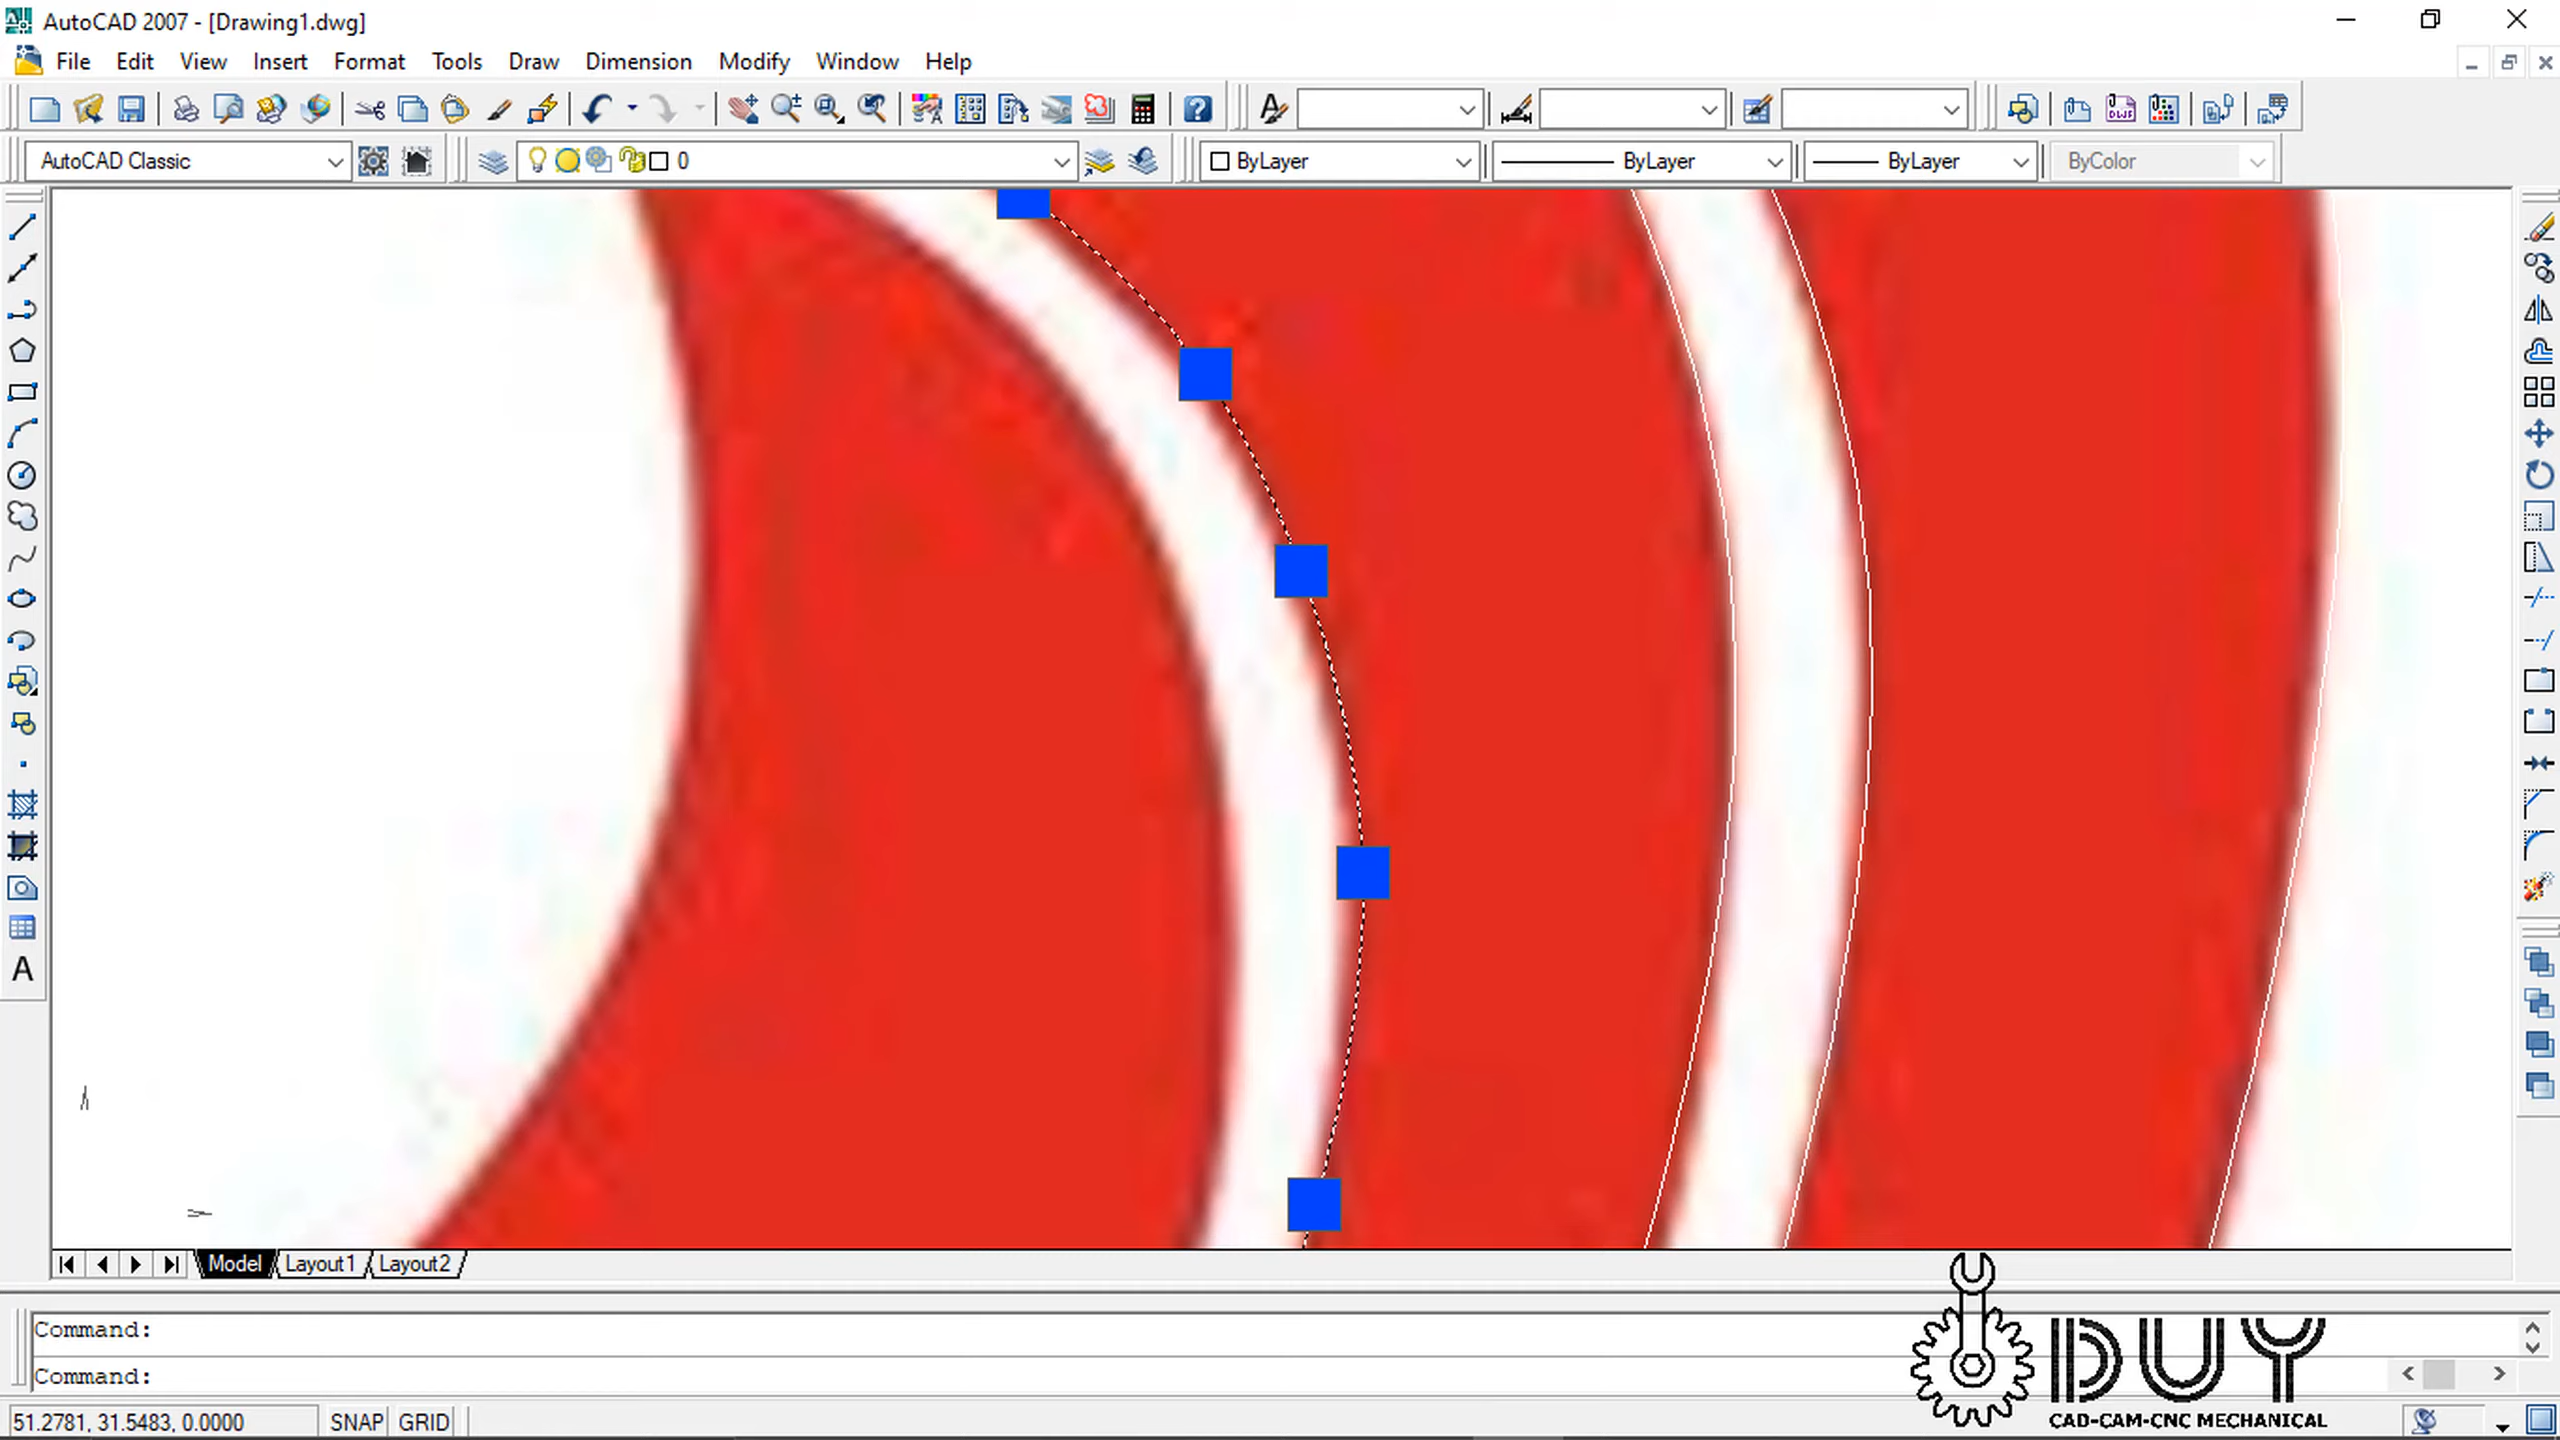 AutoCAD 2007 - [Drawing1.dwg]
File Edit View Insert Format Tools Draw Dimension Modify Window Help
AutoCAD Classic 0 ByLayer ByLayer ByLayer ByColor
A
Model Layout1 Layout2
Command:
Command:
DUY
CAD-CAM-CNC MECHANICAL
51.2781, 31.5483, 0.0000 SNAP GRID